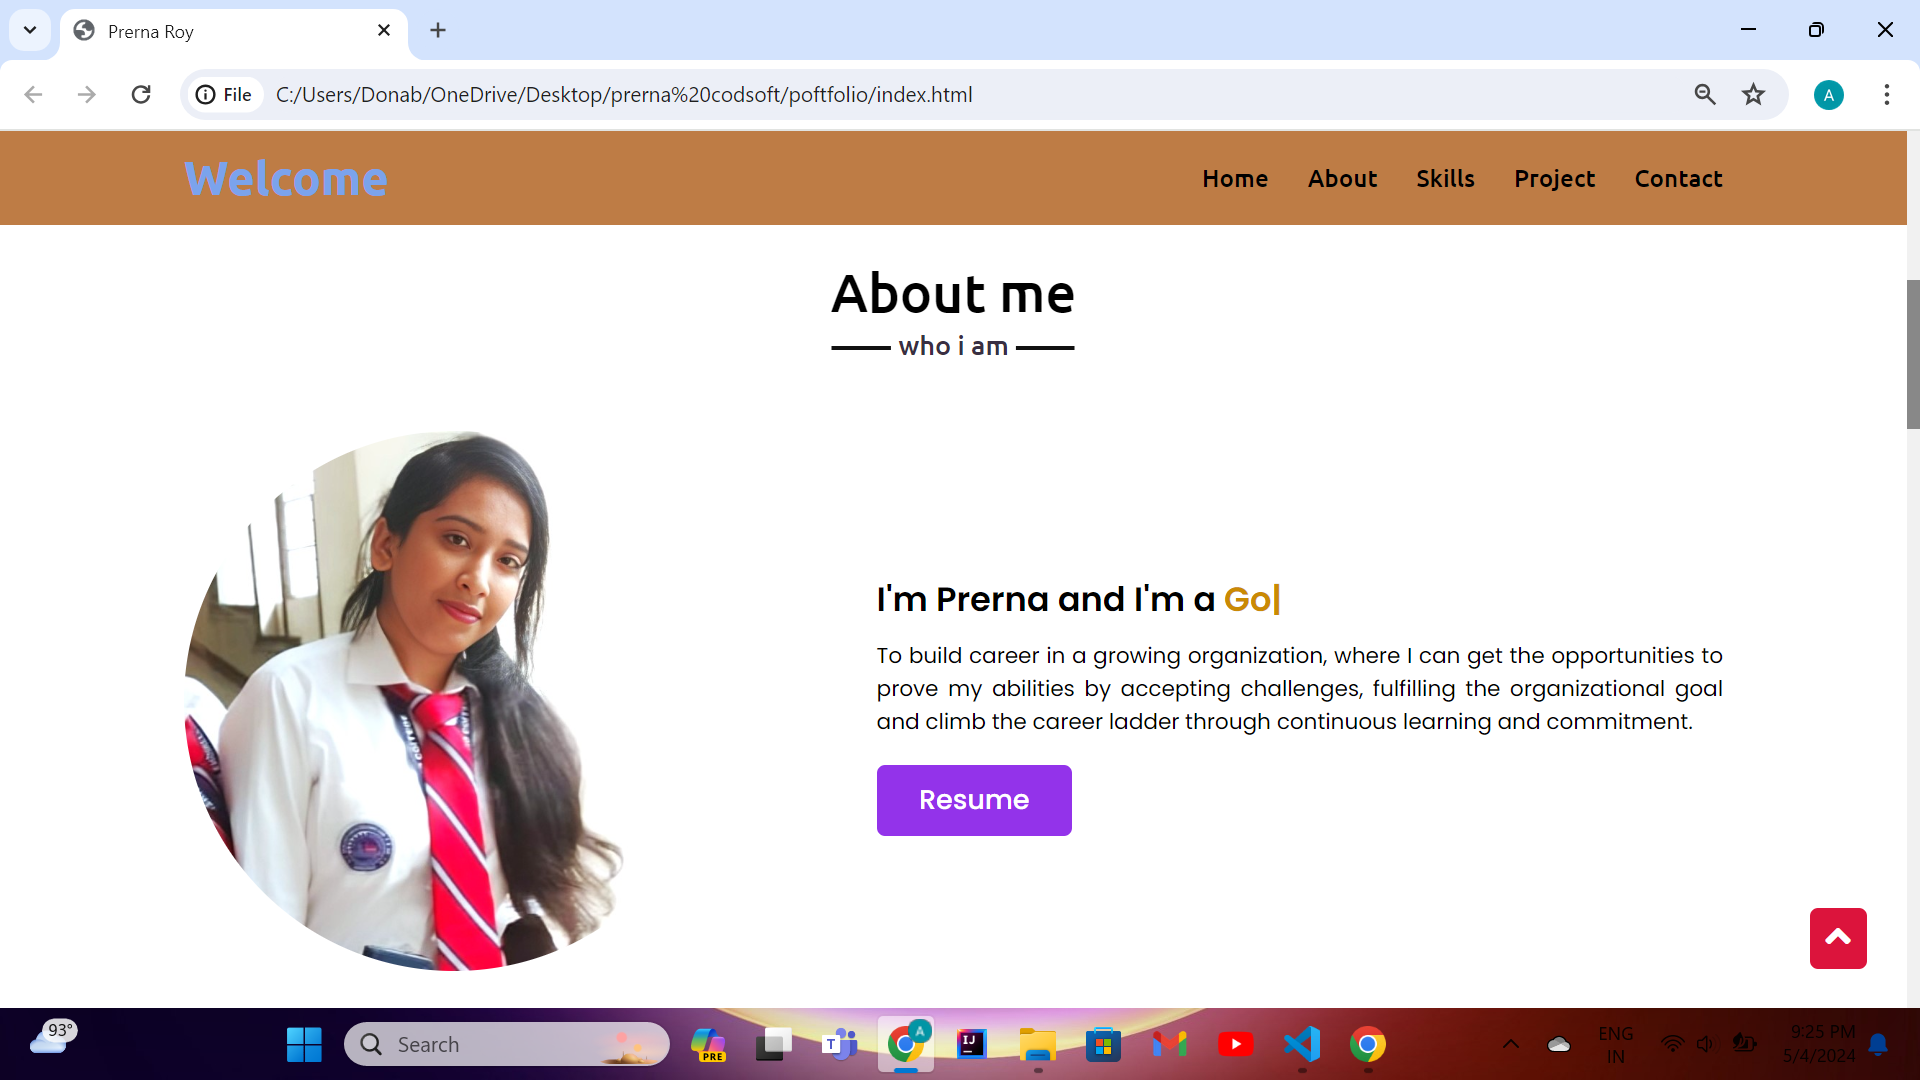 Prerna Roy
File
C:/Users/Donab/OneDrive/Desktop/prerna%20codsoft/poftfolio/index.html
A
Welcome
Home
About
Skills
Project
Contact
About me
who i am
I'm Prerna and I'm a Go|
To build career in a growing organization, where I can get the opportunities to
prove my abilities by accepting challenges, fulfilling the organizational goal
and climb the career ladder through continuous learning and commitment.
Resume
93°
Search
PRE
T
A
IJ
ENG
IN
9:25 PM
5/4/2024